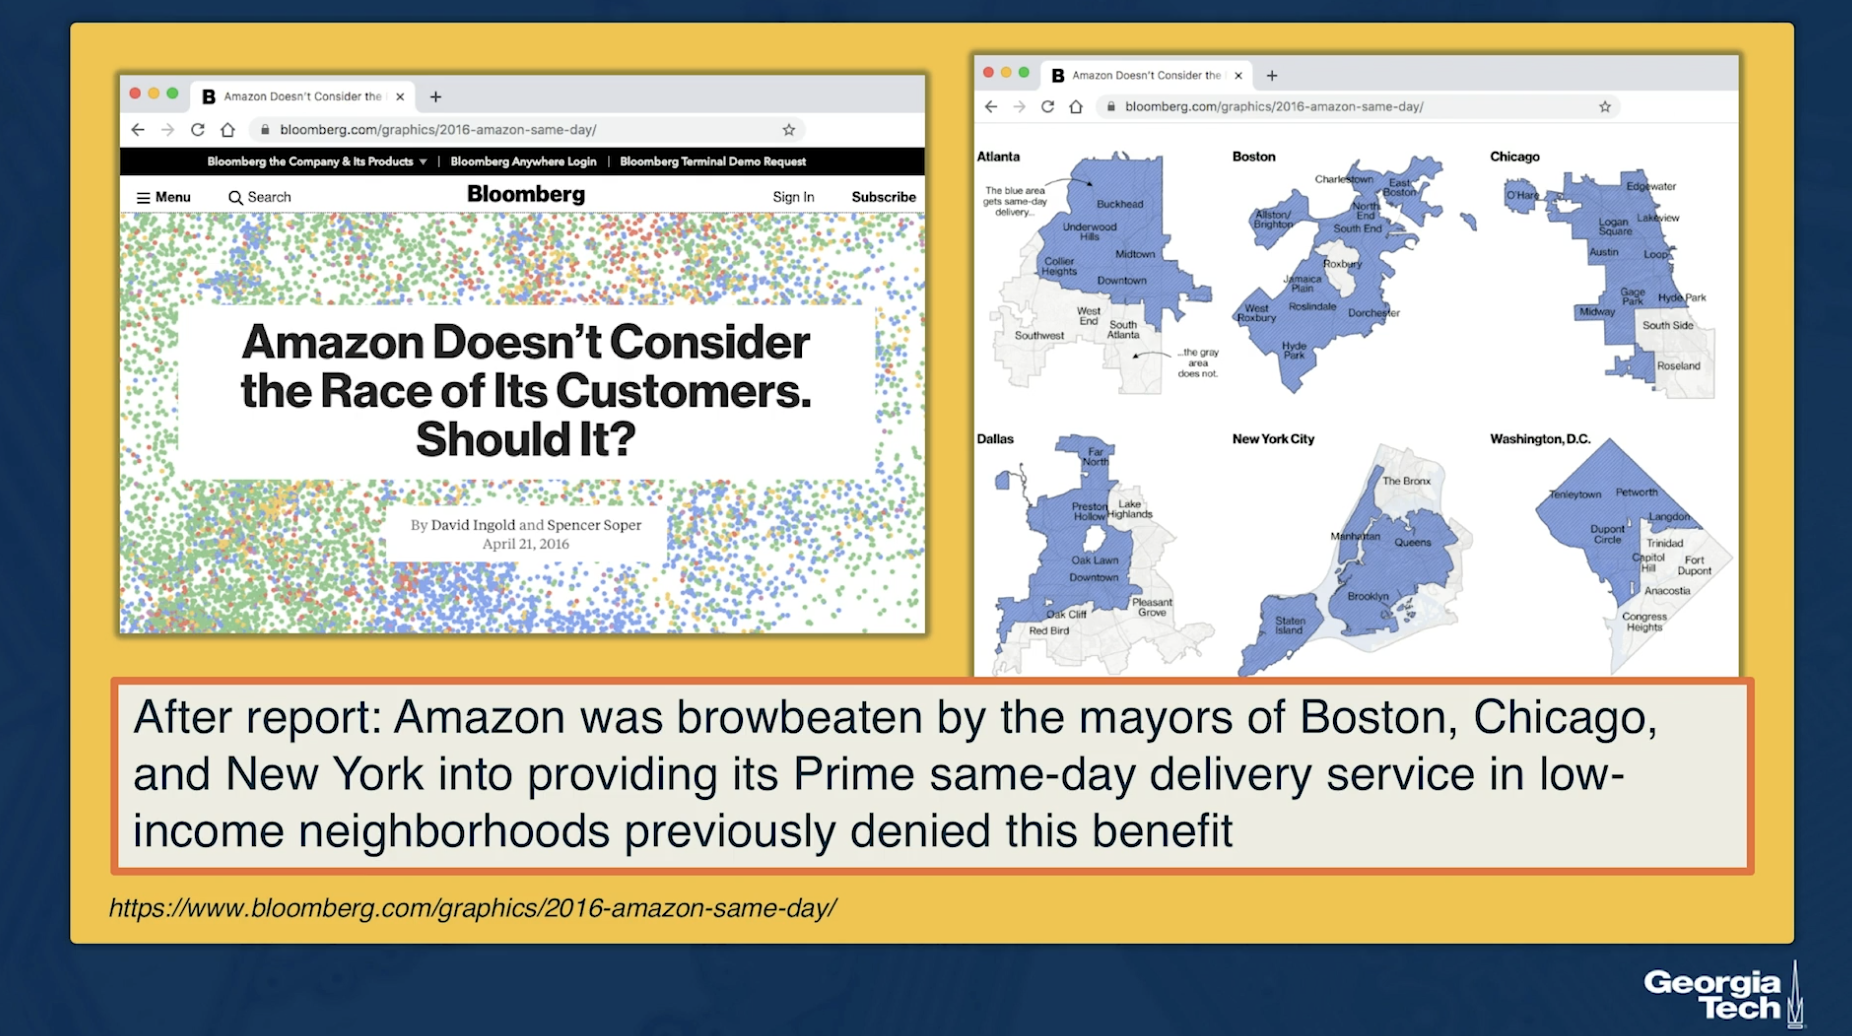 Amazon Doesn't Consider the
bloomberg.com/graphics/2016-amazon-same-day/
Bloomberg the Company & Its Products ▾ | Bloomberg Anywhere Login | Bloomberg Terminal Demo Request
Menu Search Bloomberg Sign In Subscribe
Amazon Doesn't Consider
the Race of Its Customers.
Should It?
By David Ingold and Spencer Soper
April 21, 2016
Amazon Doesn't Consider the
bloomberg.com/graphics/2016-amazon-same-day/
Atlanta
The blue area
gets same-day
delivery...
Buckhead
Underwood
Hills
Midtown
Collier
Heights
Downtown
West
End
South
Atlanta
Southwest
...the gray
area
does not.
Boston
Charlestown
East
Boston
North
End
Allston/
Brighton
South End
Roxbury
Jamaica
Plain
West
Roxbury
Roslindale
Dorchester
Hyde
Park
Chicago
O'Hare
Edgewater
Logan
Square
Lakeview
Austin
Loop
Gage
Park
Hyde Park
Midway
South Side
Roseland
Dallas
Far
North
Preston
Hollow
Lake
Highlands
Oak Lawn
Downtown
Pleasant
Grove
Oak Cliff
Red Bird
New York City
The Bronx
Manhattan
Queens
Brooklyn
Staten
Island
Washington, D.C.
Tenleytown
Petworth
Langdon
Dupont
Circle
Trinidad
Capitol
Hill
Fort
Dupont
Anacostia
Congress
Heights
After report: Amazon was browbeaten by the mayors of Boston, Chicago,
and New York into providing its Prime same-day delivery service in low-
income neighborhoods previously denied this benefit
https://www.bloomberg.com/graphics/2016-amazon-same-day/
Georgia
Tech